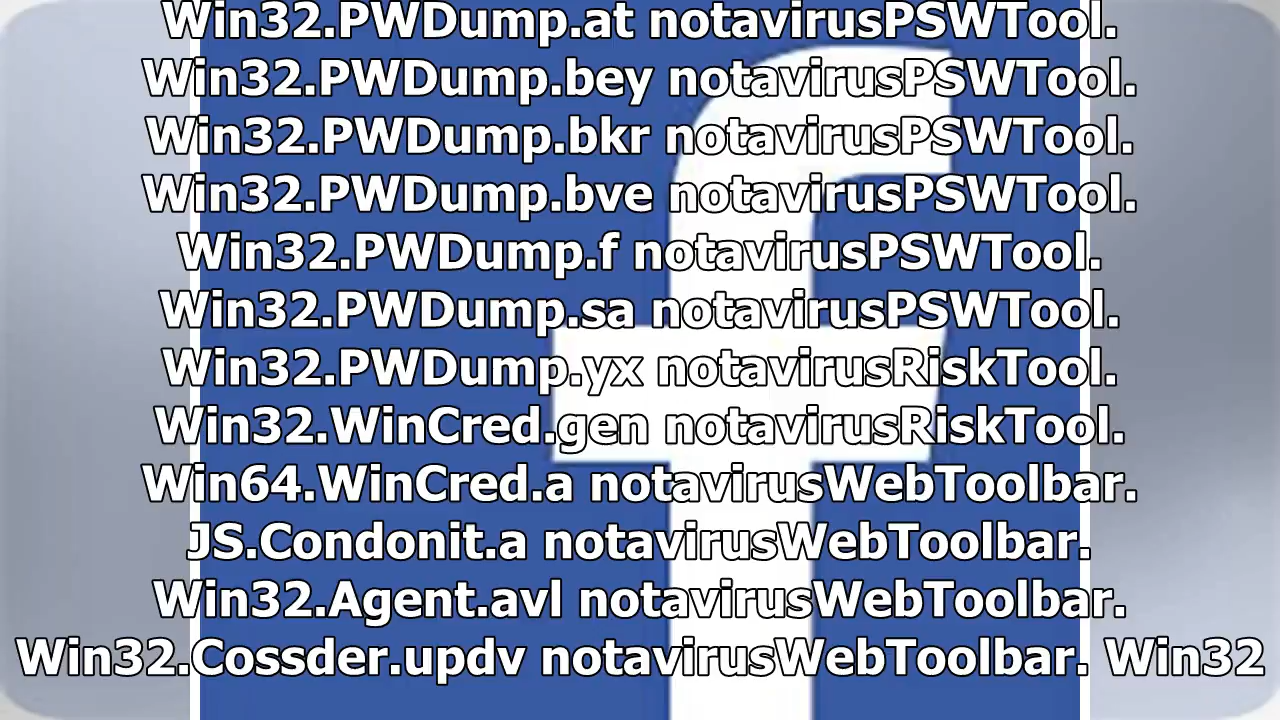 Win32.PWDump.at notavirusPSWTool.
Win32.PWDump.bey notavirusPSWTool.
Win32.PWDump.bkr notavirusPSWTool.
Win32.PWDump.bve notavirusPSWTool.
Win32.PWDump.f notavirusPSWTool.
Win32.PWDump.sa notavirusPSWTool.
Win32.PWDump.yx notavirusRiskTool.
Win32.WinCred.gen notavirusRiskTool.
Win64.WinCred.a notavirusWebToolbar.
JS.Condonit.a notavirusWebToolbar.
Win32.Agent.avl notavirusWebToolbar.
Win32.Cossder.updv notavirusWebToolbar. Win32